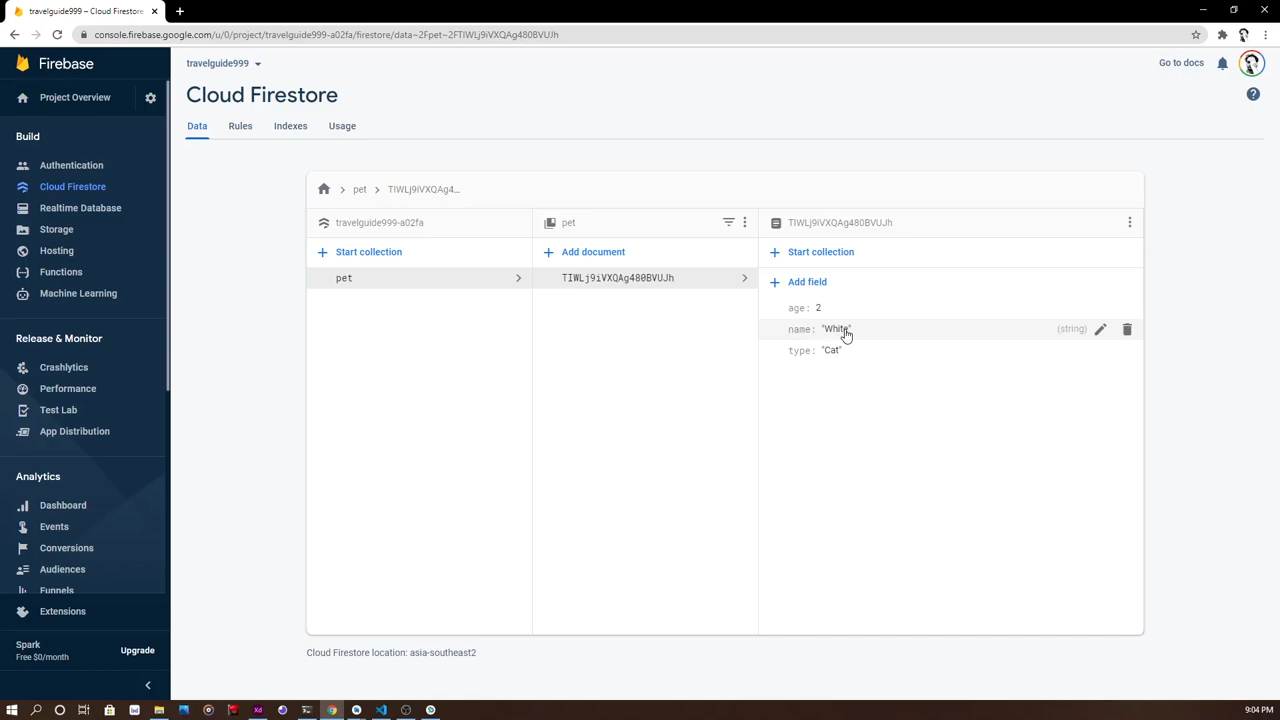 travelguide999 – Cloud Firestore
console.firebase.google.com/u/0/project/travelguide999-a02fa/firestore/data~2Fpet~2FTIWLj9iVXQAg480BVUJh
Firebase
travelguide999
Go to docs
Project Overview
Cloud Firestore
Build
Data
Rules
Indexes
Usage
Authentication
Cloud Firestore
Realtime Database
Storage
Hosting
Functions
Machine Learning
pet
TIWLj9iVXQAg4...
travelguide999-a02fa
pet
TIWLj9iVXQAg480BVUJh
Start collection
Add document
Start collection
pet
TIWLj9iVXQAg480BVUJh
Add field
age: 2
name: "White"
(string)
type: "Cat"
Release & Monitor
Crashlytics
Performance
Test Lab
App Distribution
Analytics
Dashboard
Events
Conversions
Audiences
Funnels
Extensions
Spark
Free $0/month
Upgrade
Cloud Firestore location: asia-southeast2
9:04 PM